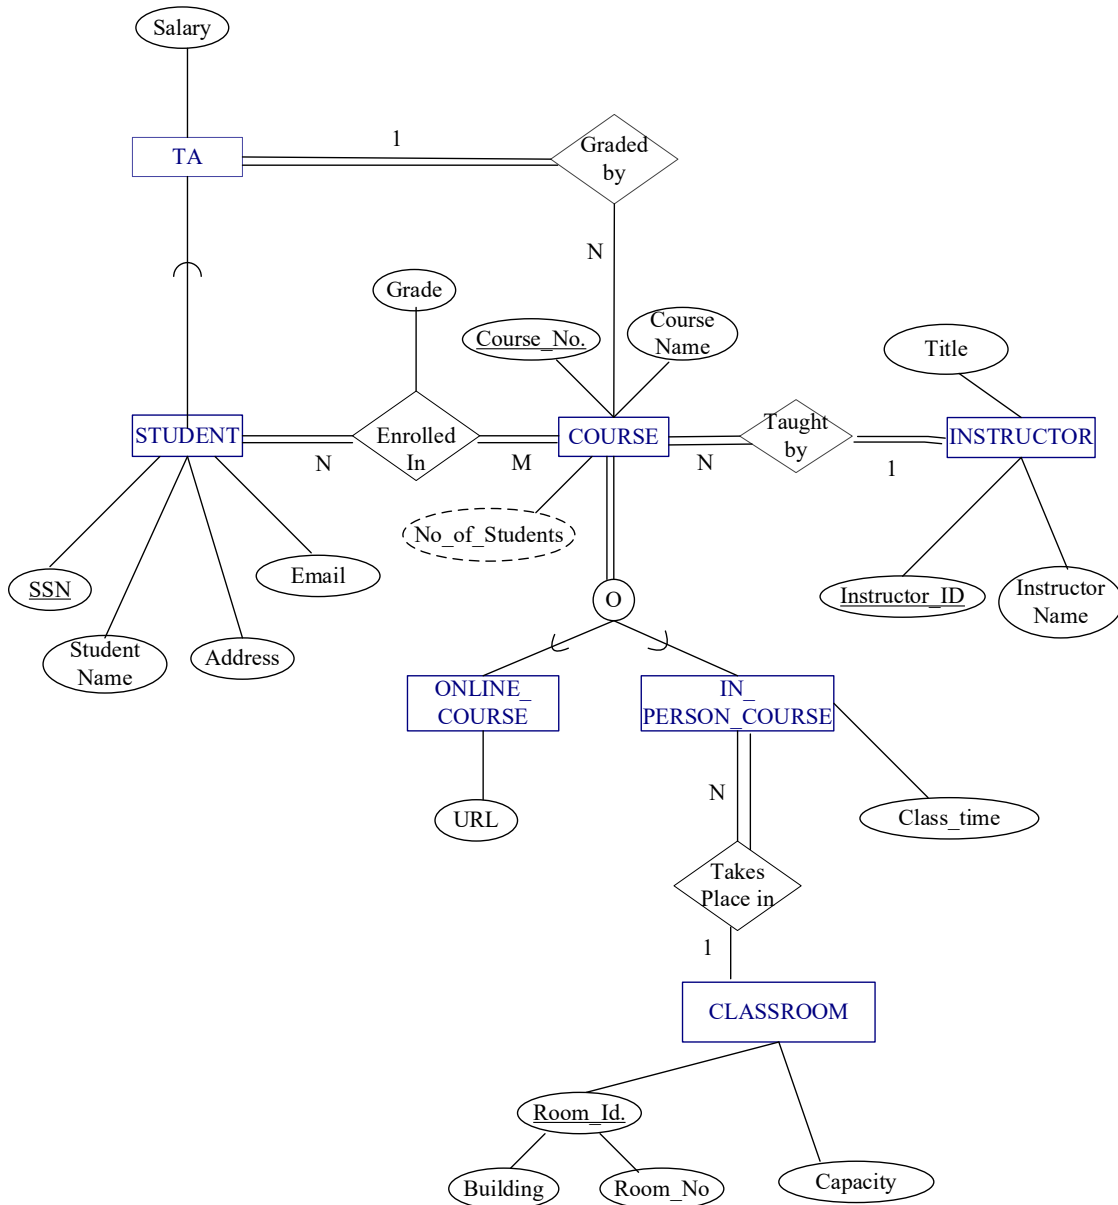 Salary
TA
1
Graded
by
N
Grade
Course_No.
Course
Name
Title
STUDENT
N
Enrolled
In
M
COURSE
N
Taught
by
1
INSTRUCTOR
No_of_Students
SSN
Student
Name
Address
Email
O
Instructor_ID
Instructor
Name
ONLINE_
COURSE
IN_
PERSON_COURSE
URL
N
Class_time
Takes
Place in
1
CLASSROOM
Room_Id.
Building
Room_No
Capacity